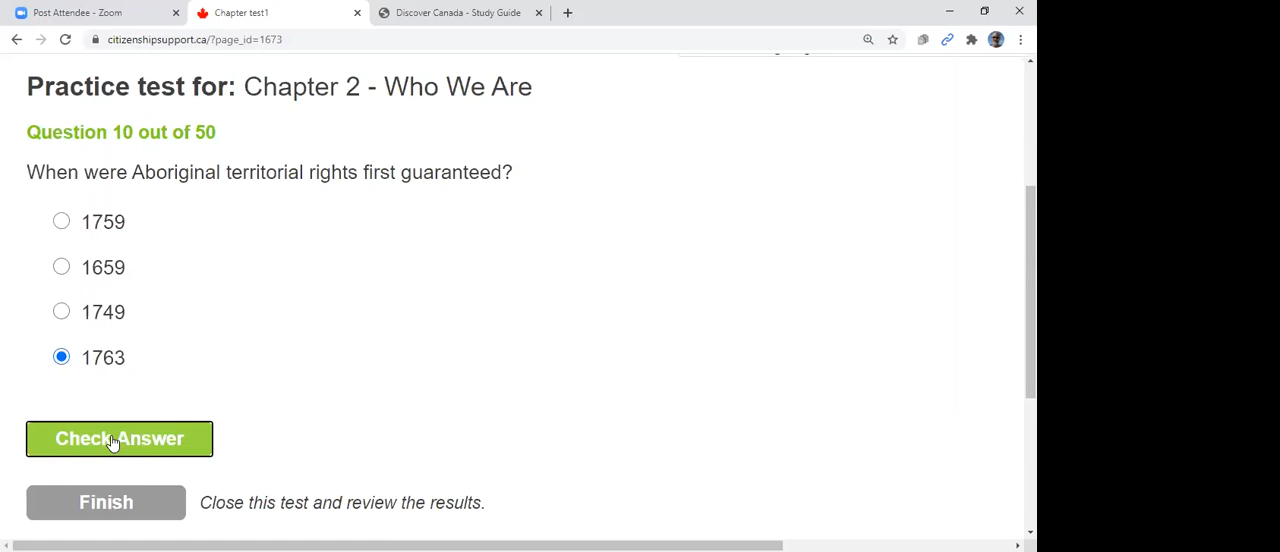 Post Attendee - Zoom
Chapter test1
Discover Canada - Study Guide
citizenshipsupport.ca/?page_id=1673
Practice test for: Chapter 2 - Who We Are
Question 10 out of 50
When were Aboriginal territorial rights first guaranteed?
1759
1659
1749
1763
Check Answer
Finish
Close this test and review the results.